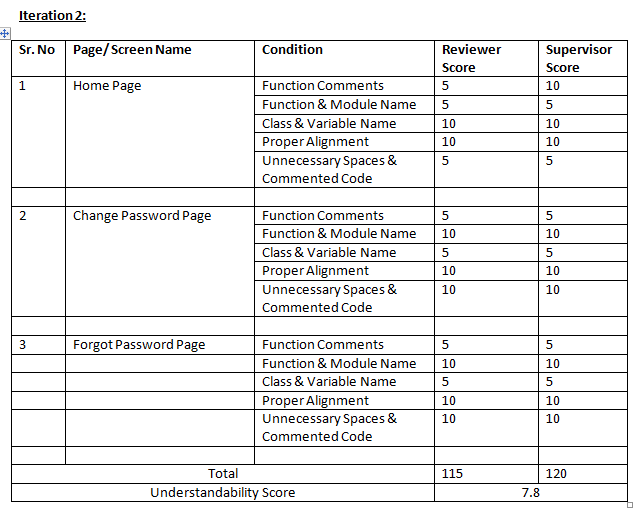 Iteration 2:
Sr. No Page/ Screen Name Condition Reviewer Score Supervisor Score
1 Home Page Function Comments 5 10
Function & Module Name 5 5
Class & Variable Name 10 10
Proper Alignment 10 10
Unnecessary Spaces & Commented Code 5 5
2 Change Password Page Function Comments 5 5
Function & Module Name 10 10
Class & Variable Name 5 5
Proper Alignment 10 10
Unnecessary Spaces & Commented Code 10 10
3 Forgot Password Page Function Comments 5 5
Function & Module Name 10 10
Class & Variable Name 5 5
Proper Alignment 10 10
Unnecessary Spaces & Commented Code 10 10
Total 115 120
Understandability Score 7.8